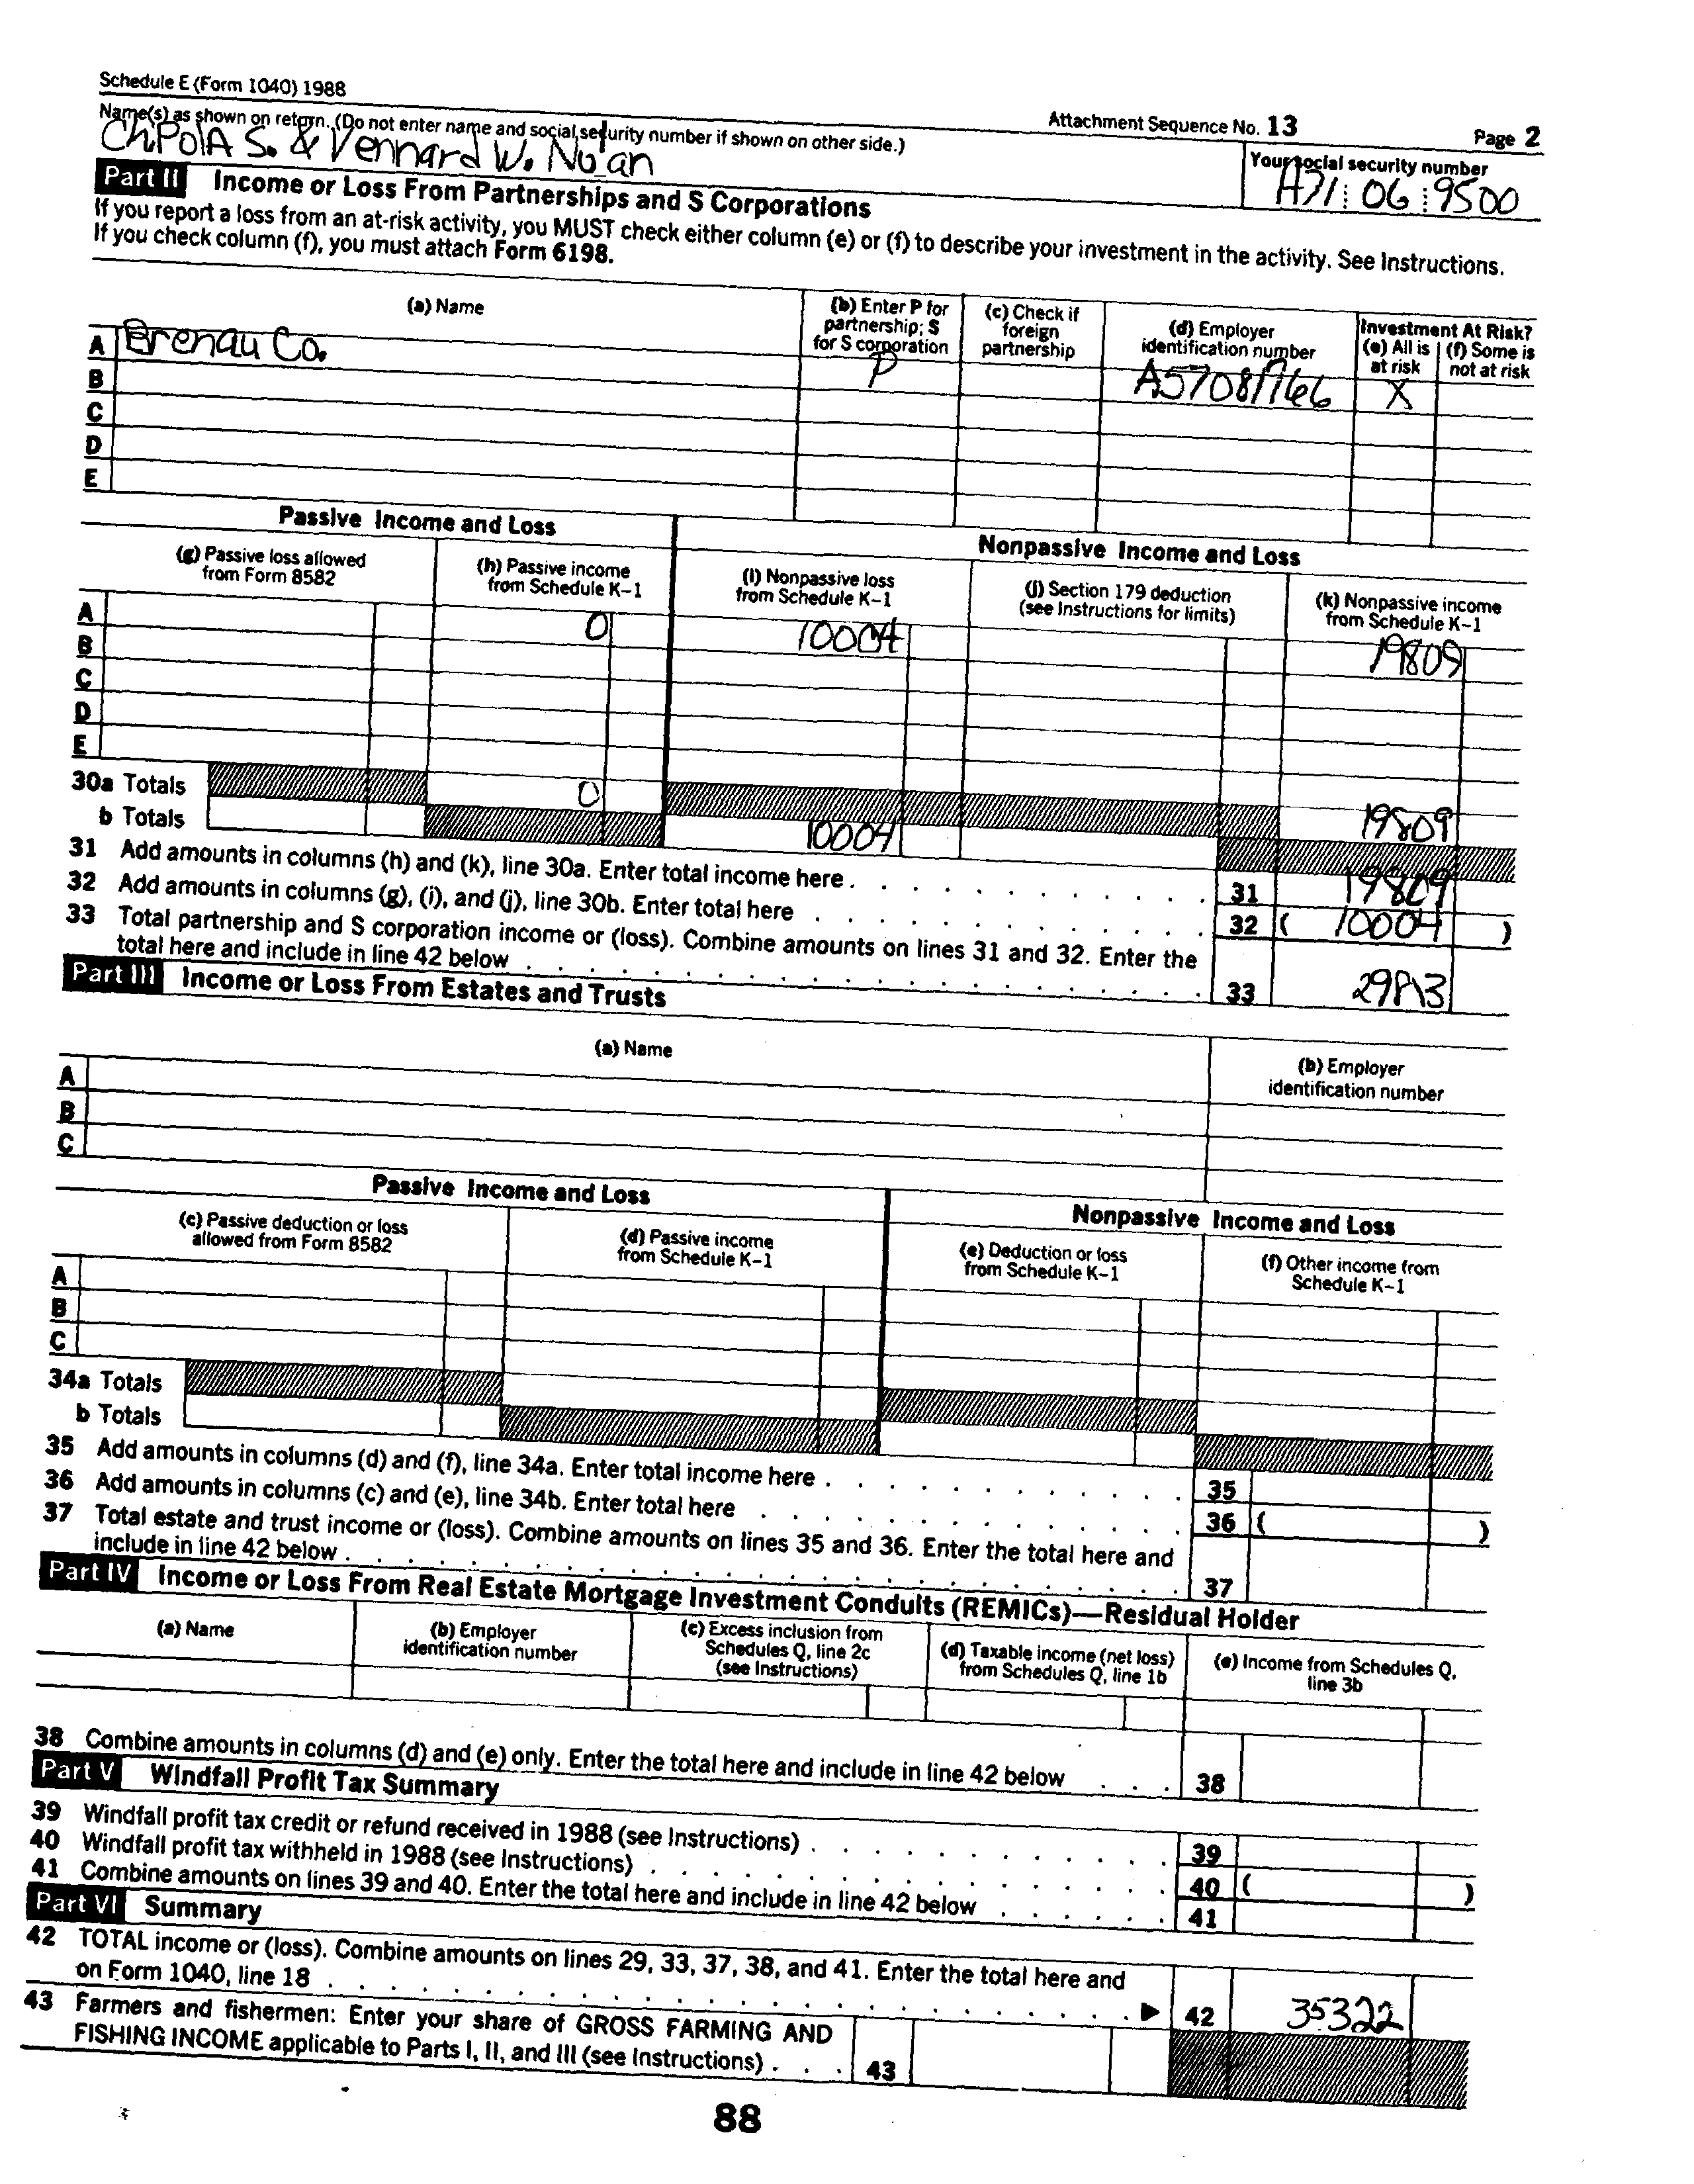 Schedule E (Form 1040) 1988
Attachment Sequence No. 13
Page 2
Name(s) as shown on return. (Do not enter name and social security number if shown on other side.)
Your social security number
ChipolA S. & Vennard W. No an
A71 06 9500
Part II Income or Loss From Partnerships and S Corporations
If you report a loss from an at-risk activity, you MUST check either column (e) or (f) to describe your investment in the activity. See Instructions.
If you check column (f), you must attach Form 6198.
(a) Name
(b) Enter P for partnership; S for S corporation
(c) Check if foreign partnership
(d) Employer identification number
Investment At Risk?
(e) All is at risk
(f) Some is not at risk
A Brenau Co. P A57081766 X
B
C
D
E
Passive Income and Loss
Nonpassive Income and Loss
(g) Passive loss allowed from Form 8582
(h) Passive income from Schedule K-1
(i) Nonpassive loss from Schedule K-1
(j) Section 179 deduction (see Instructions for limits)
(k) Nonpassive income from Schedule K-1
A 0 10004 19809
B
C
D
E
30a Totals 0 19809
b Totals 10004
31 Add amounts in columns (h) and (k), line 30a. Enter total income here . 31 19809
32 Add amounts in columns (g), (i), and (j), line 30b. Enter total here 32 ( 10004 )
33 Total partnership and S corporation income or (loss). Combine amounts on lines 31 and 32. Enter the
total here and include in line 42 below 33 29813
Part III Income or Loss From Estates and Trusts
(a) Name
(b) Employer identification number
A
B
C
Passive Income and Loss
Nonpassive Income and Loss
(c) Passive deduction or loss allowed from Form 8582
(d) Passive income from Schedule K-1
(e) Deduction or loss from Schedule K-1
(f) Other income from Schedule K-1
A
B
C
34a Totals
b Totals
35 Add amounts in columns (d) and (f), line 34a. Enter total income here . 35
36 Add amounts in columns (c) and (e), line 34b. Enter total here 36 ( )
37 Total estate and trust income or (loss). Combine amounts on lines 35 and 36. Enter the total here and
include in line 42 below . 37
Part IV Income or Loss From Real Estate Mortgage Investment Conduits (REMICs)—Residual Holder
(a) Name
(b) Employer identification number
(c) Excess inclusion from Schedules Q, line 2c (see Instructions)
(d) Taxable income (net loss) from Schedules Q, line 1b
(e) Income from Schedules Q, line 3b
38 Combine amounts in columns (d) and (e) only. Enter the total here and include in line 42 below 38
Part V Windfall Profit Tax Summary
39 Windfall profit tax credit or refund received in 1988 (see Instructions) . 39
40 Windfall profit tax withheld in 1988 (see Instructions) . 40 ( )
41 Combine amounts on lines 39 and 40. Enter the total here and include in line 42 below 41
Part VI Summary
42 TOTAL income or (loss). Combine amounts on lines 29, 33, 37, 38, and 41. Enter the total here and
on Form 1040, line 18 ▶ 42 35322
43 Farmers and fishermen: Enter your share of GROSS FARMING AND
FISHING INCOME applicable to Parts I, II, and III (see Instructions) . 43
88